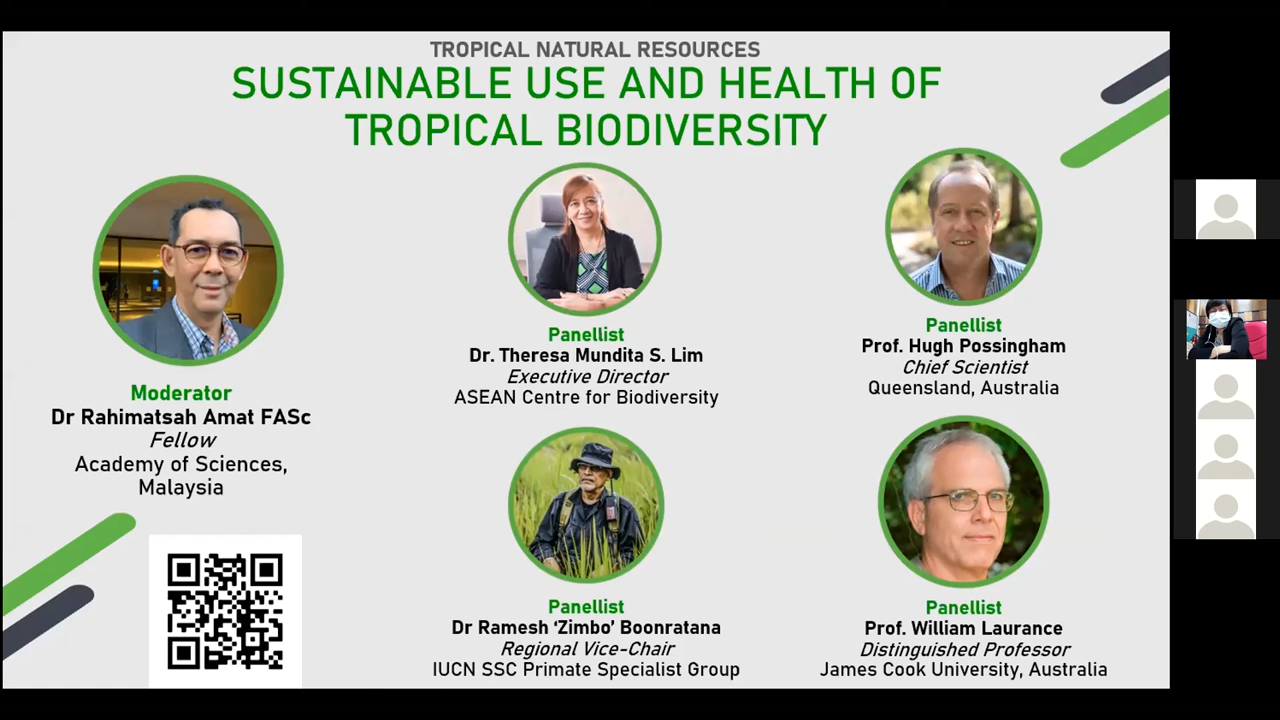 TROPICAL NATURAL RESOURCES
SUSTAINABLE USE AND HEALTH OF
TROPICAL BIODIVERSITY
Moderator
Dr Rahimatsah Amat FASc
Fellow
Academy of Sciences,
Malaysia
Panellist
Dr. Theresa Mundita S. Lim
Executive Director
ASEAN Centre for Biodiversity
Panellist
Prof. Hugh Possingham
Chief Scientist
Queensland, Australia
Panellist
Dr Ramesh ‘Zimbo’ Boonratana
Regional Vice-Chair
IUCN SSC Primate Specialist Group
Panellist
Prof. William Laurance
Distinguished Professor
James Cook University, Australia